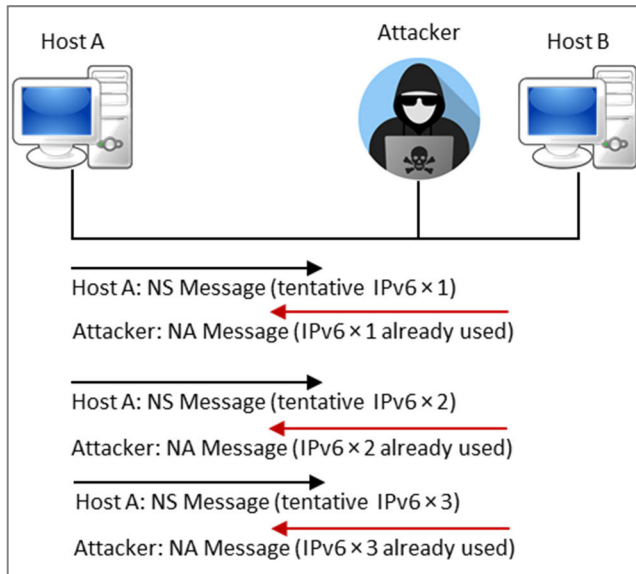 Host A
Attacker
Host B
Host A: NS Message (tentative IPv6 × 1)
Attacker: NA Message (IPv6 × 1 already used)
Host A: NS Message (tentative IPv6 × 2)
Attacker: NA Message (IPv6 × 2 already used)
Host A: NS Message (tentative IPv6 × 3)
Attacker: NA Message (IPv6 × 3 already used)